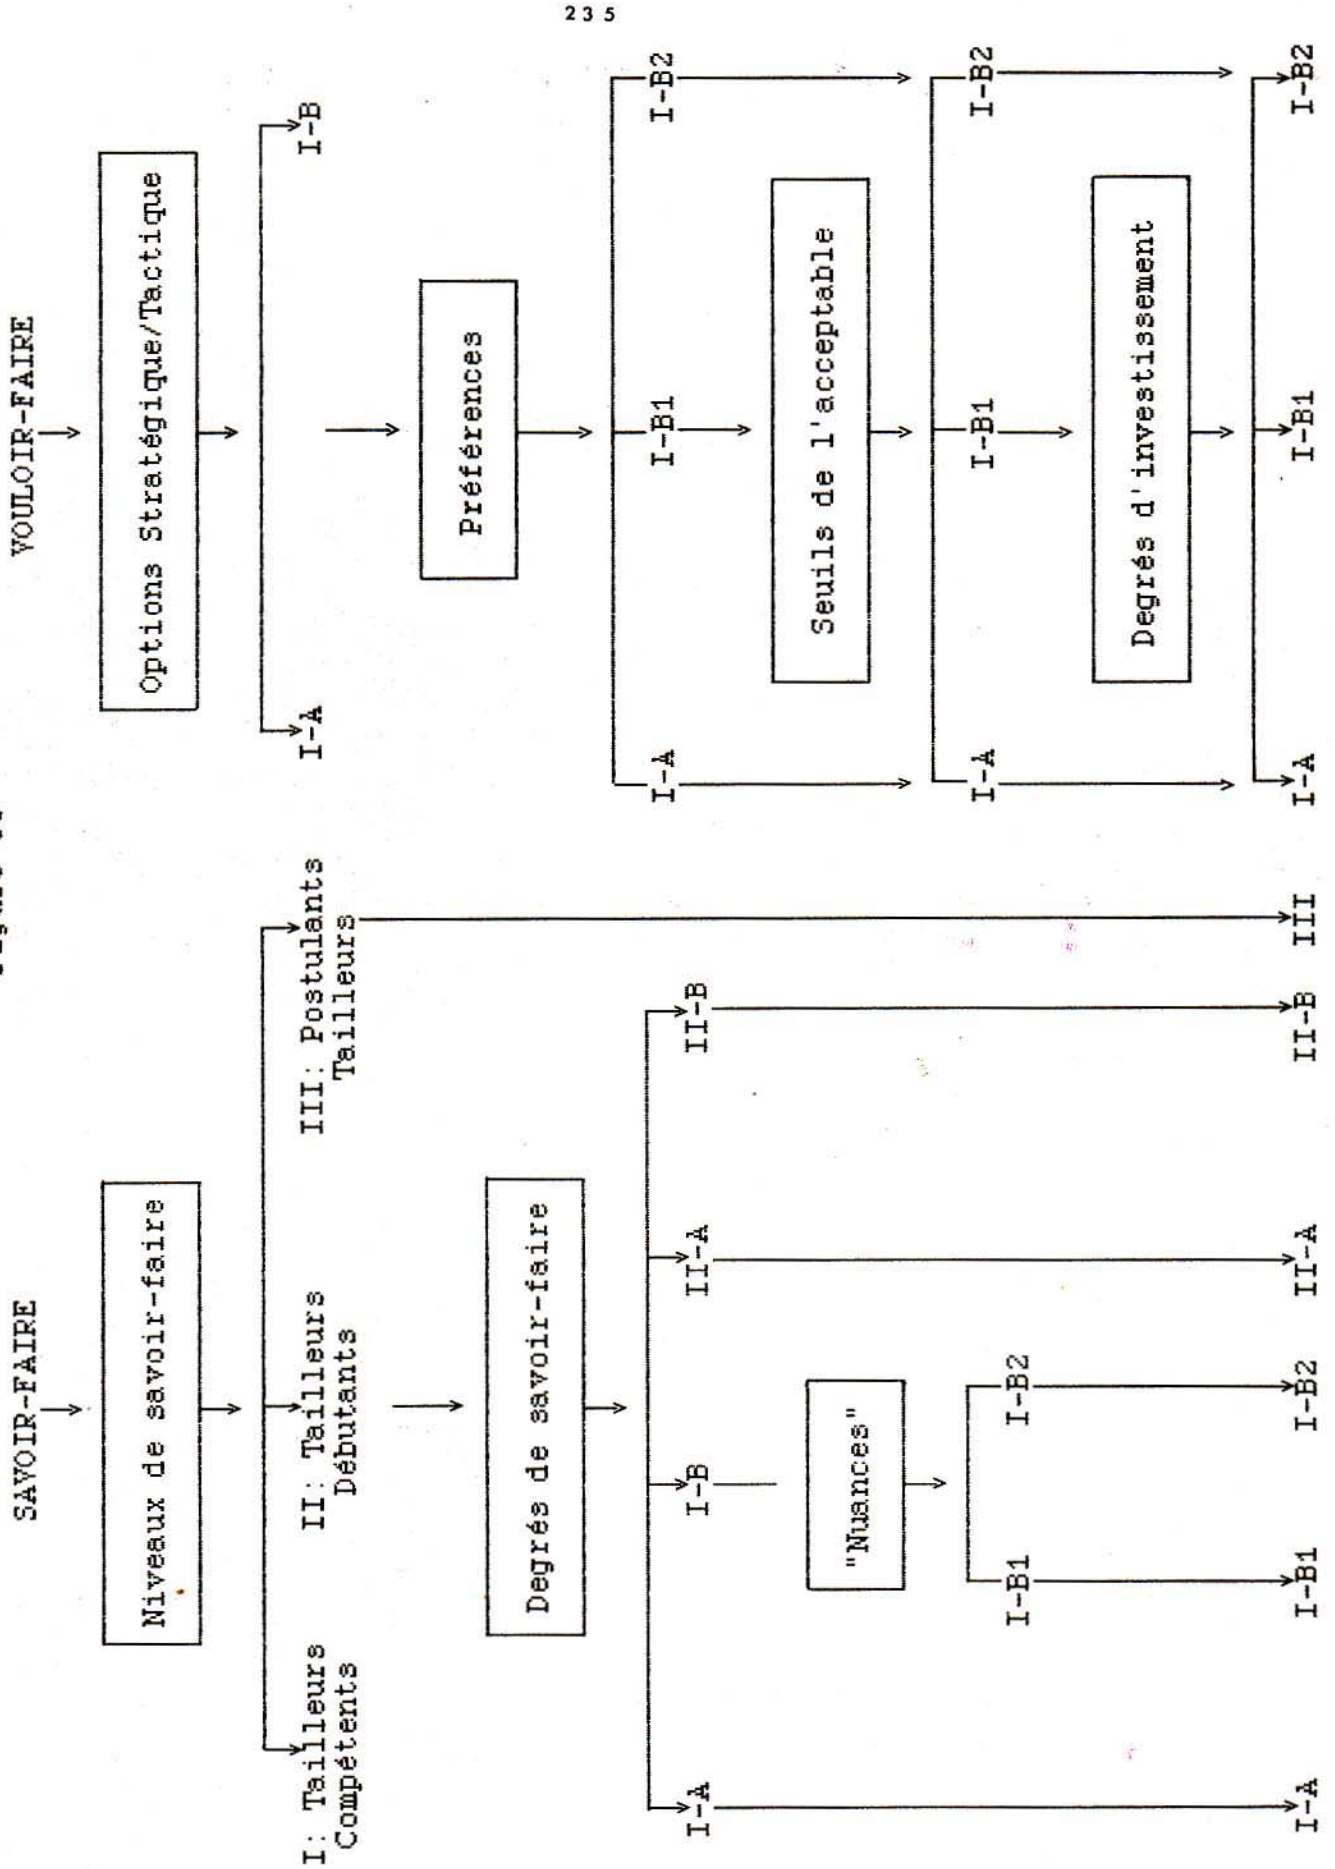 235
SAVOIR-FAIRE
Niveaux de savoir-faire
I: Tailleurs
Compétents
II: Tailleurs
Débutants
III: Postulants
Tailleurs
Degrés de savoir-faire
I-A
I-B
II-A
II-B
"Nuances"
I-B1
I-B2
I-A
I-B1
I-B2
II-A
II-B
III
VOULOIR-FAIRE
Options Stratégique/Tactique
I-A
I-B
Préférences
I-A
I-B1
I-B2
Seuils de l'acceptable
I-A
I-B1
I-B2
Degrés d'investissement
I-A
I-B1
I-B2